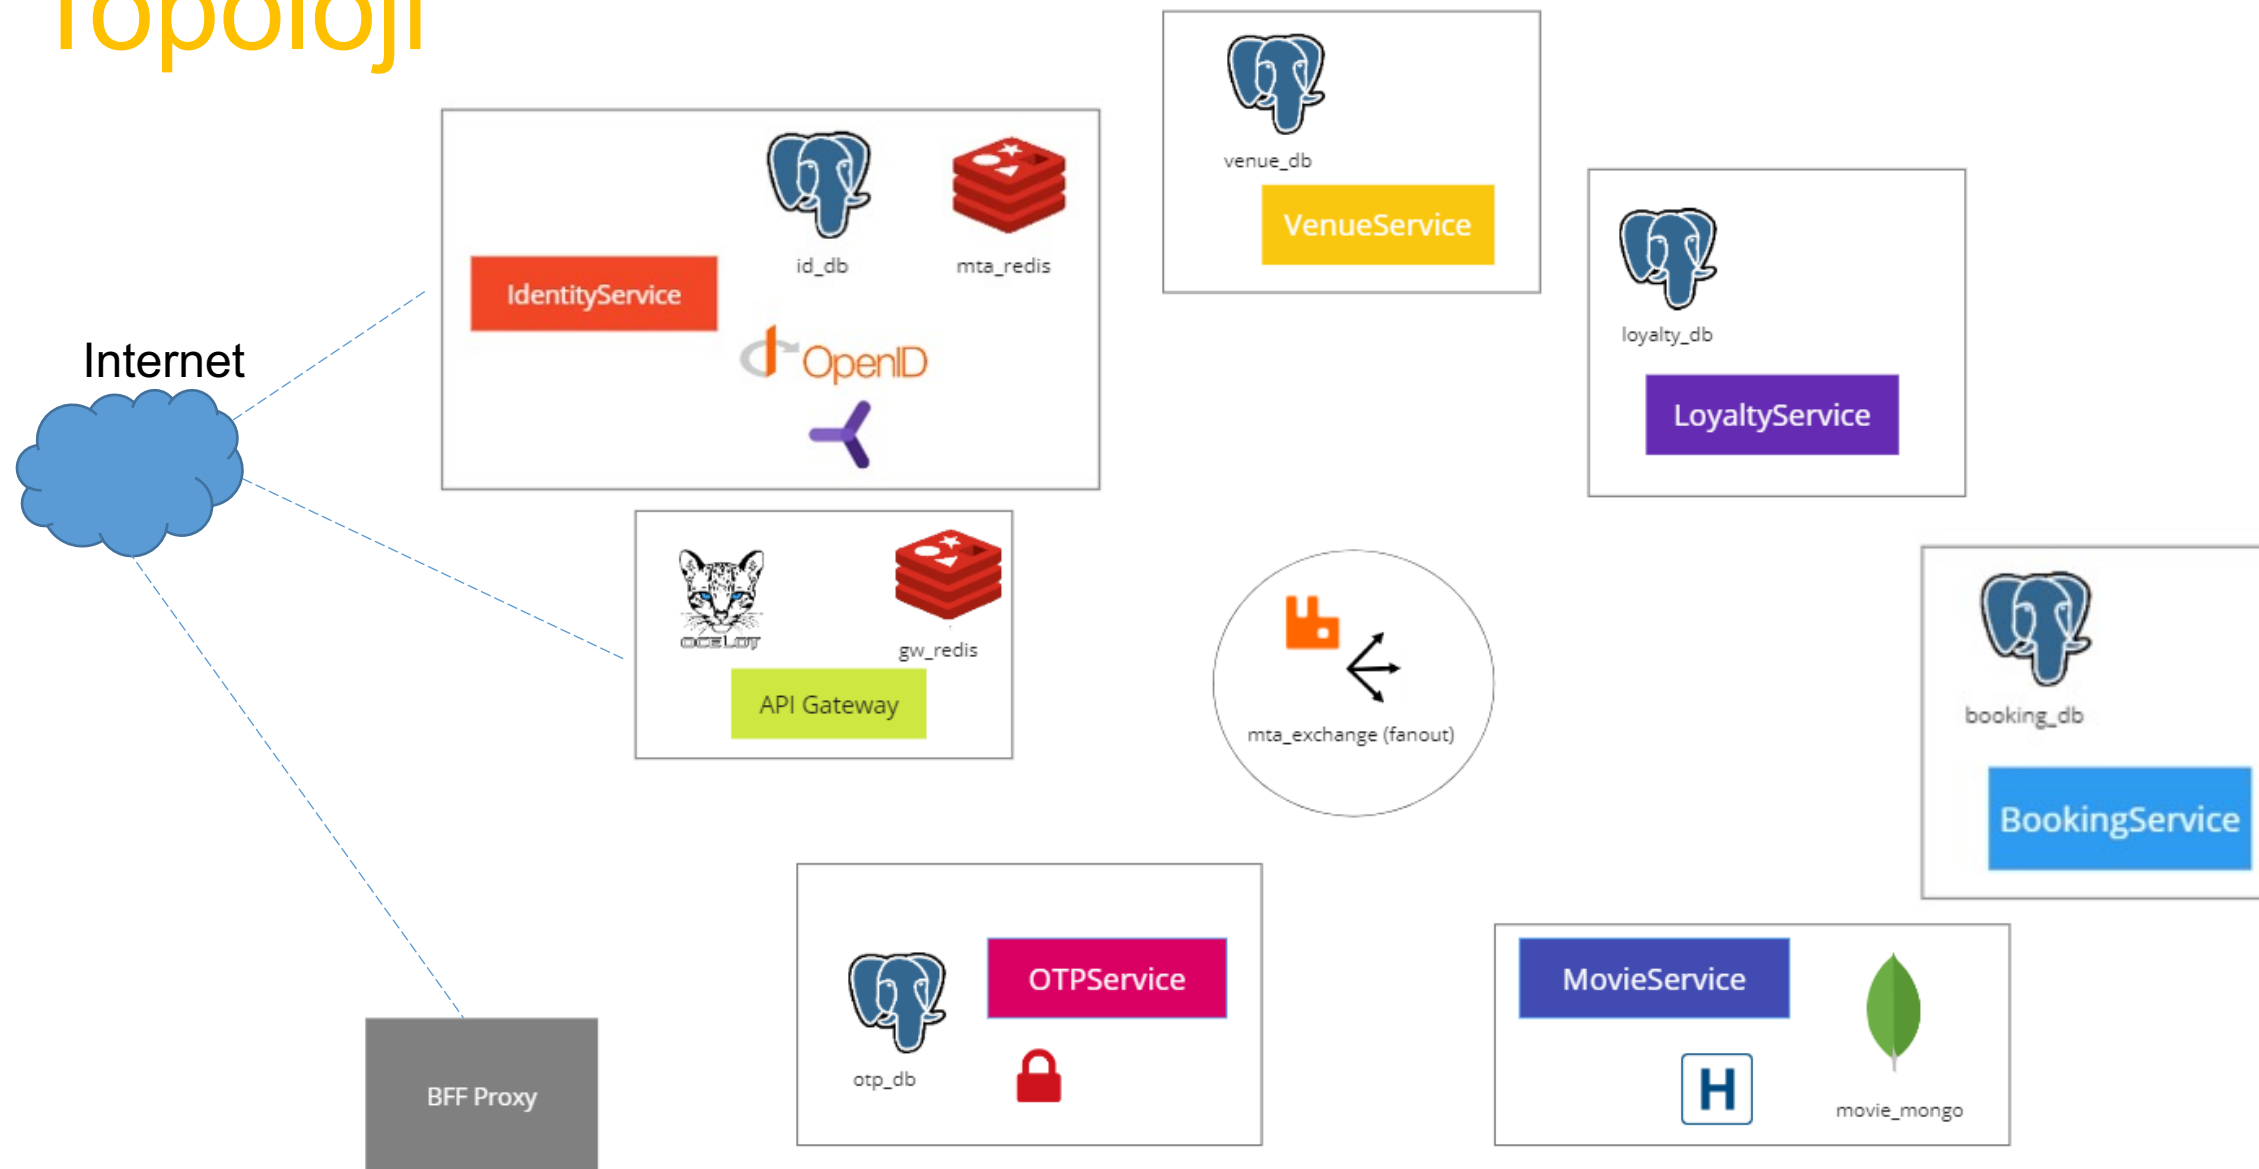 Topoloji
venue_db
VenueService
id_db
mta_redis
IdentityService
OpenID
loyalty_db
LoyaltyService
Internet
OCELOT
gw_redis
API Gateway
mta_exchange (fanout)
booking_db
BookingService
OTPService
otp_db
MovieService
H
movie_mongo
BFF Proxy